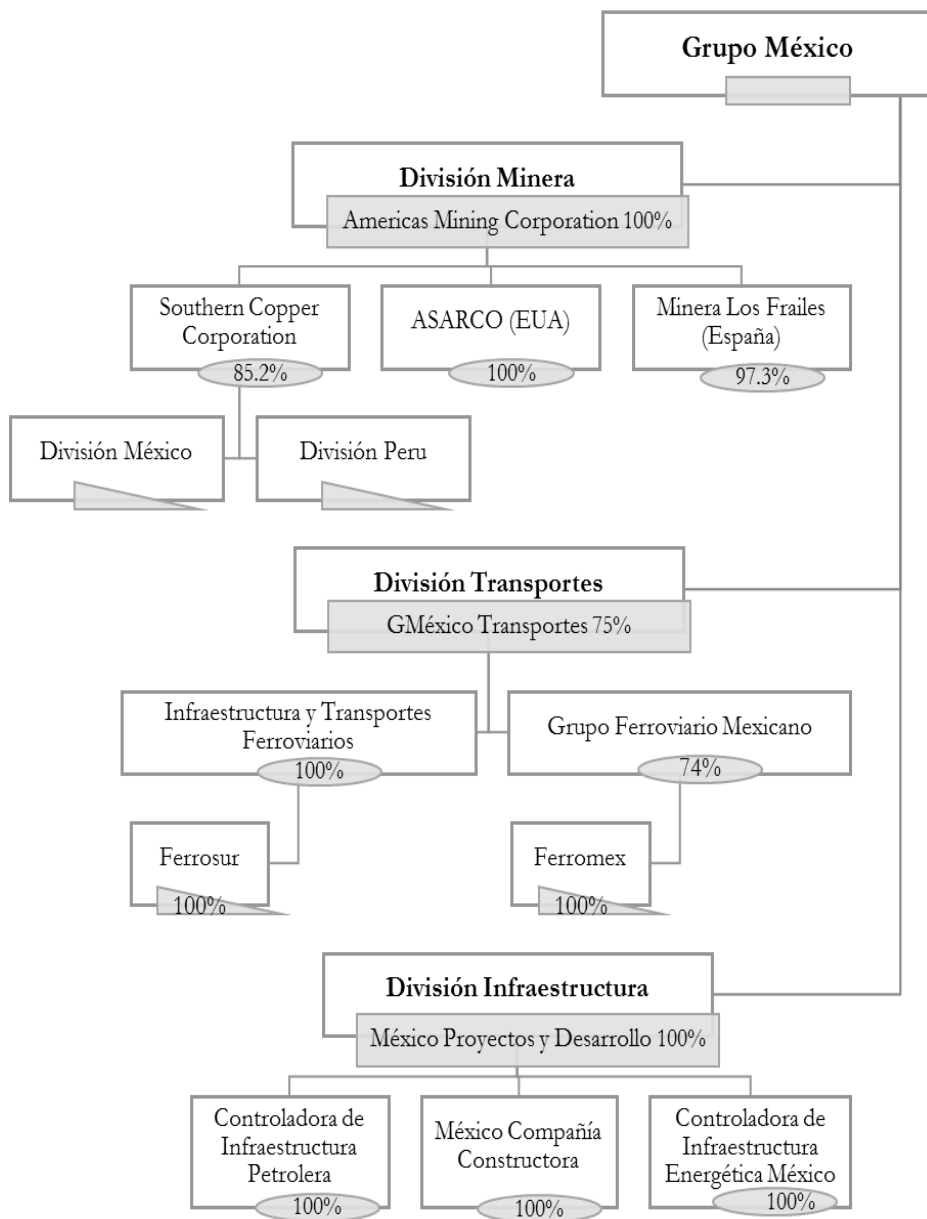 Grupo México
División Minera
Americas Mining Corporation 100%
Southern Copper
Corporation
85.2%
ASARCO (EUA)
100%
Minera Los Frailes
(España)
97.3%
División México
División Peru
División Transportes
GMéxico Transportes 75%
Infraestructura y Transportes
Ferroviarios
100%
Grupo Ferroviario Mexicano
74%
Ferrosur
100%
Ferromex
100%
División Infraestructura
México Proyectos y Desarrollo 100%
Controladora de
Infraestructura
Petrolera
100%
México Compañía
Constructora
100%
Controladora de
Infraestructura
Energética México
100%